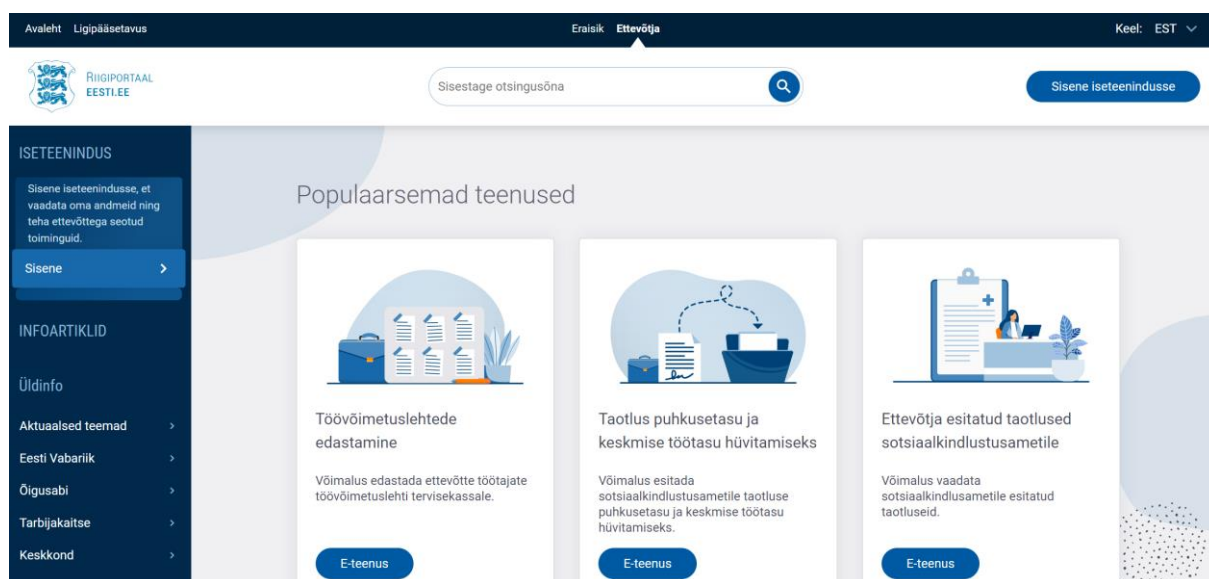 Avaleht Ligipääsetavus
Eraisik Ettevõtja
Keel: EST
RIIGIPORTAAL
EESTI.EE
Sisestage otsingusõna
Sisene iseteenindusse
ISETEENINDUS
Sisene iseteenindusse, et
vaadata oma andmeid ning
teha ettevõttega seotud
toiminguid.
Sisene
INFOARTIKLID
Üldinfo
Aktuaalsed teemad
Eesti Vabariik
Õigusabi
Tarbijakaitse
Keskkond
Populaarsemad teenused
Töövõimetuslehtede
edastamine
Võimalus edastada ettevõtte töötajate
töövõimetuslehti tervisekassale.
E-teenus
Taotlus puhkusetasu ja
keskmise töötasu hüvitamiseks
Võimalus esitada
sotsiaalkindlustusametile taotluse
puhkusetasu ja keskmise töötasu
hüvitamiseks.
E-teenus
Ettevõtja esitatud taotlused
sotsiaalkindlustusametile
Võimalus vaadata
sotsiaalkindlusametile esitatud
taotluseid.
E-teenus